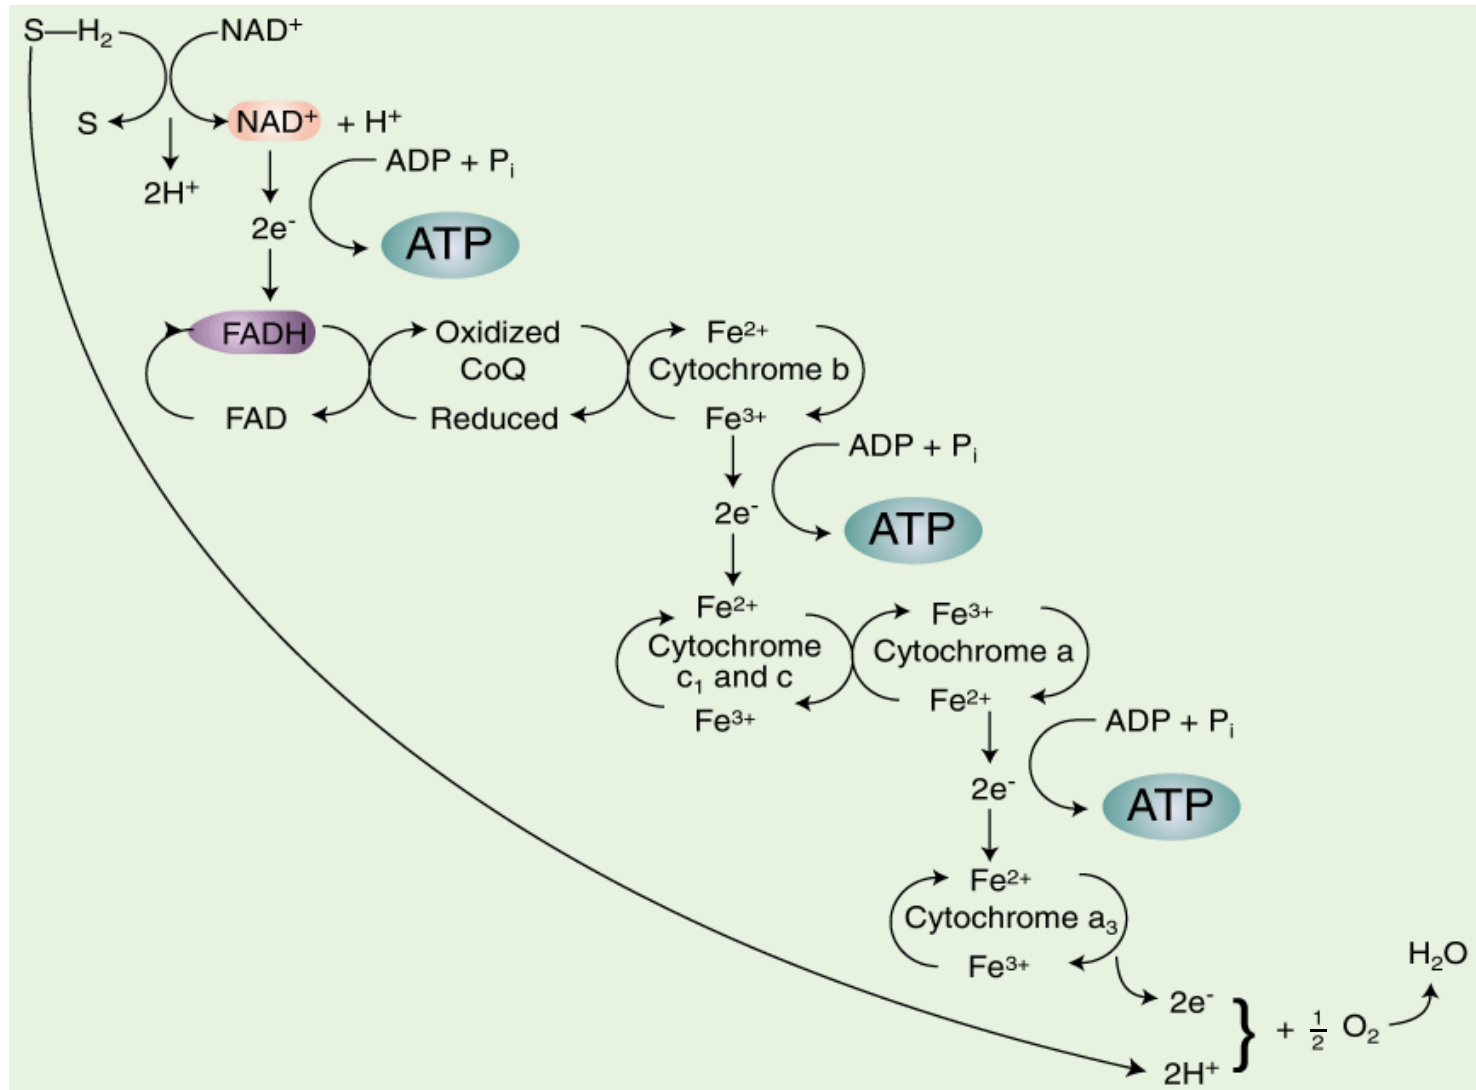 S—H₂ NAD⁺
S NAD⁺ + H⁺
ADP + Pᵢ
2H⁺
2e⁻
ATP
FADH Oxidized Fe²⁺
CoQ Cytochrome b
FAD Reduced Fe³⁺
ADP + Pᵢ
2e⁻
ATP
Fe²⁺ Fe³⁺
Cytochrome Cytochrome a
c₁ and c
Fe²⁺
Fe³⁺ ADP + Pᵢ
2e⁻
ATP
Fe²⁺
Cytochrome a₃
Fe³⁺
H₂O
2e⁻
} + ½ O₂
2H⁺